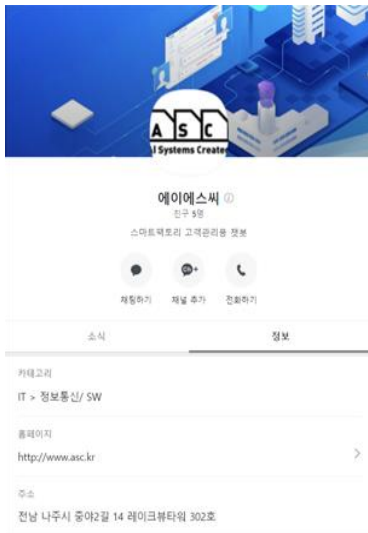 ASC
AI Systems Creator
에이에스씨
친구 5명
스마트팩토리 고객관리용 챗봇
Ch+
채팅하기 채널 추가 전화하기
소식 정보
카테고리
IT > 정보통신/ SW
홈페이지
http://www.asc.kr
주소
전남 나주시 중야2길 14 레이크뷰타워 302호